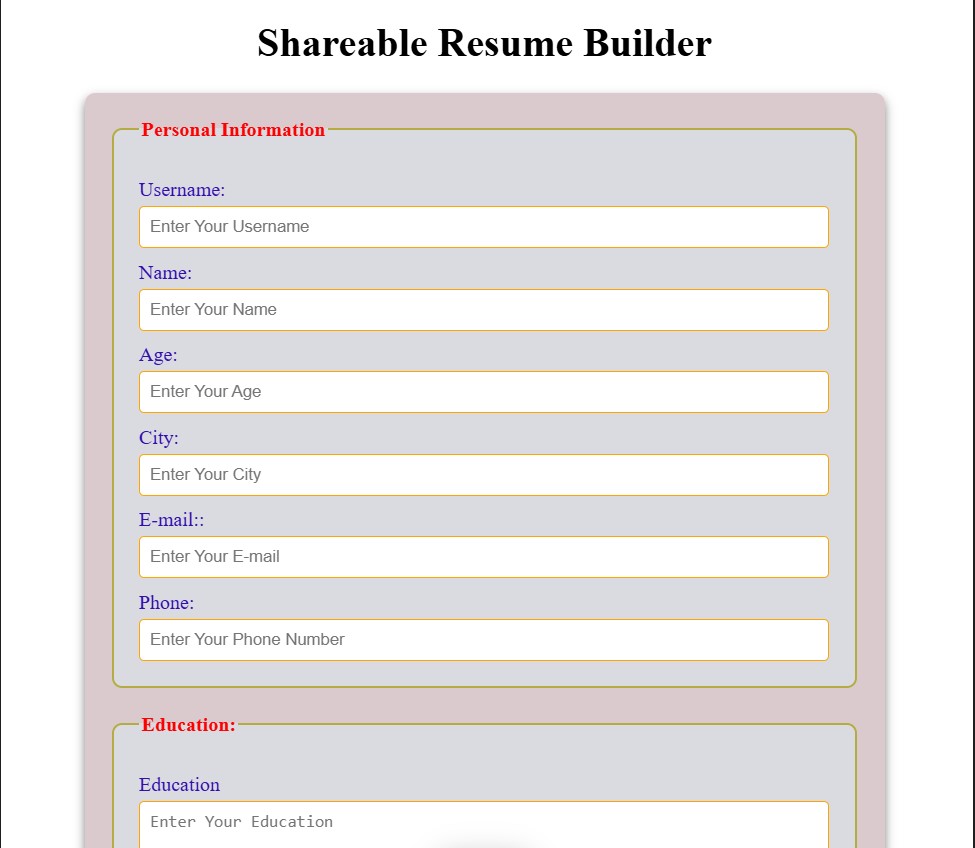 Shareable Resume Builder
Personal Information
Username:
Enter Your Username
Name:
Enter Your Name
Age:
Enter Your Age
City:
Enter Your City
E-mail::
Enter Your E-mail
Phone:
Enter Your Phone Number
Education:
Education
Enter Your Education